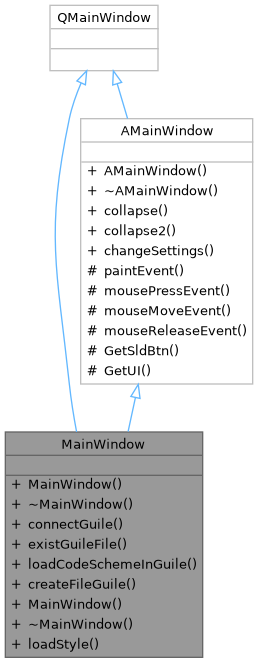 QMainWindow
AMainWindow
+ AMainWindow()
+ ~AMainWindow()
+ collapse()
+ collapse2()
+ changeSettings()
# paintEvent()
# mousePressEvent()
# mouseMoveEvent()
# mouseReleaseEvent()
# GetSldBtn()
# GetUI()
MainWindow
+ MainWindow()
+ ~MainWindow()
+ connectGuile()
+ existGuileFile()
+ loadCodeSchemeInGuile()
+ createFileGuile()
+ MainWindow()
+ ~MainWindow()
+ loadStyle()